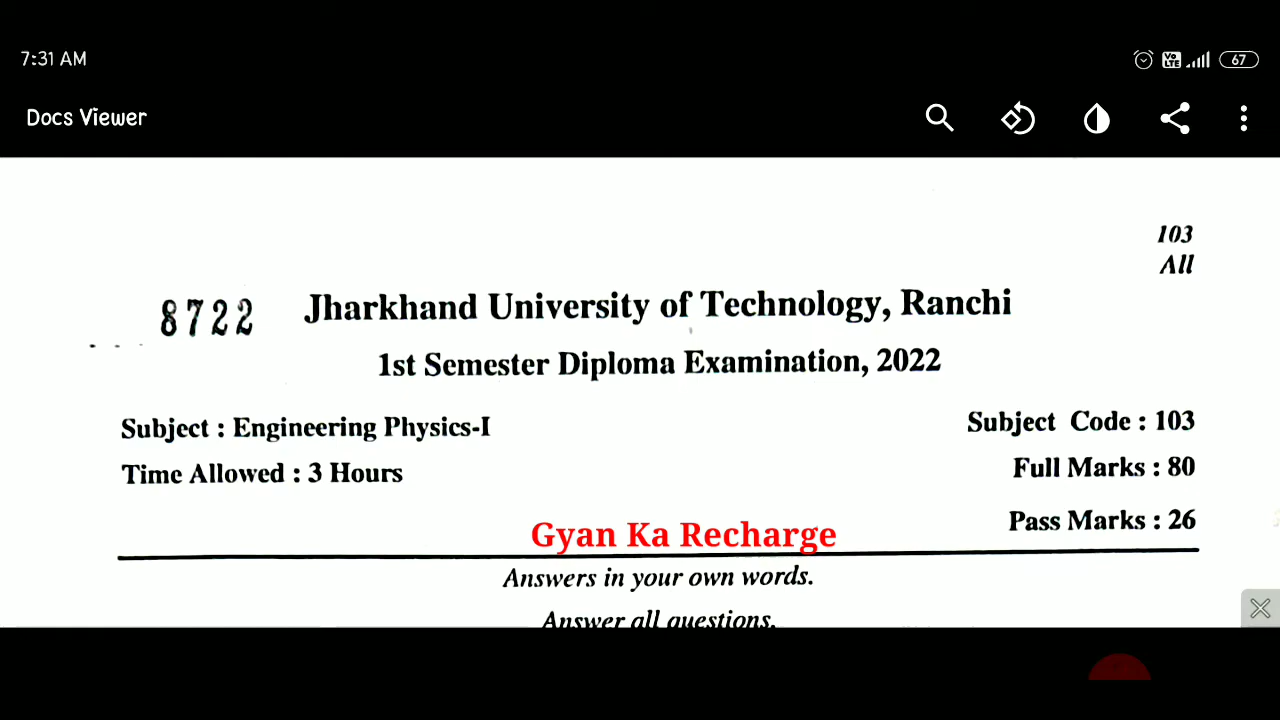 7:31 AM
Vo LTE
67
Docs Viewer
103
All
8722
Jharkhand University of Technology, Ranchi
1st Semester Diploma Examination, 2022
Subject : Engineering Physics-I
Subject Code : 103
Time Allowed : 3 Hours
Full Marks : 80
Pass Marks : 26
Gyan Ka Recharge
Answers in your own words.
Answer all questions.